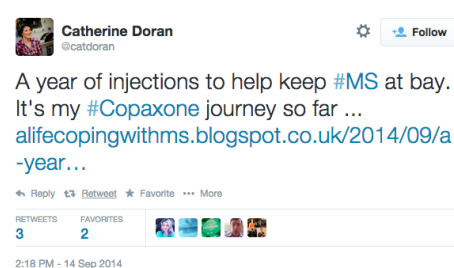 Catherine Doran
@catdoran
Follow
A year of injections to help keep #MS at bay.
It's my #Copaxone journey so far ...
alifecopingwithms.blogspot.co.uk/2014/09/a
-year…
Reply Retweet Favorite ••• More
RETWEETS FAVORITES
3 2
2:18 PM - 14 Sep 2014